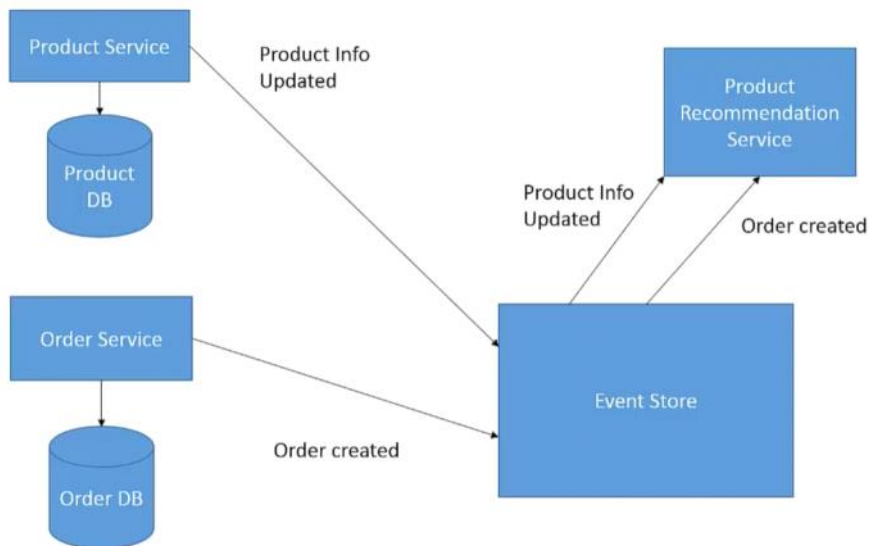 Product Service
Product Info
Updated
Product
DB
Product
Recommendation
Service
Product Info
Updated
Order created
Order Service
Order created
Order DB
Event Store